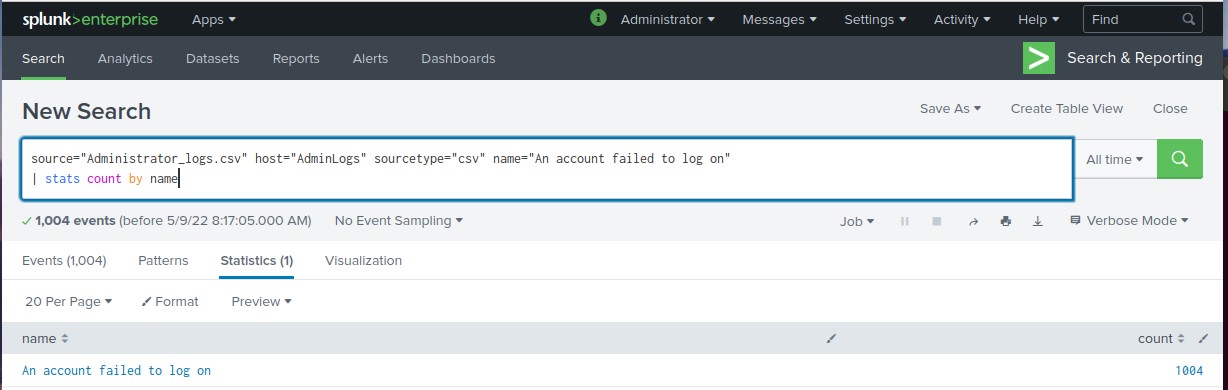 splunk>enterprise Apps Administrator Messages Settings Activity Help Find
Search Analytics Datasets Reports Alerts Dashboards Search & Reporting
New Search Save As Create Table View Close
source="Administrator_logs.csv" host="AdminLogs" sourcetype="csv" name="An account failed to log on"
| stats count by name
All time
1,004 events (before 5/9/22 8:17:05.000 AM) No Event Sampling Job Verbose Mode
Events (1,004) Patterns Statistics (1) Visualization
20 Per Page Format Preview
name count
An account failed to log on 1004